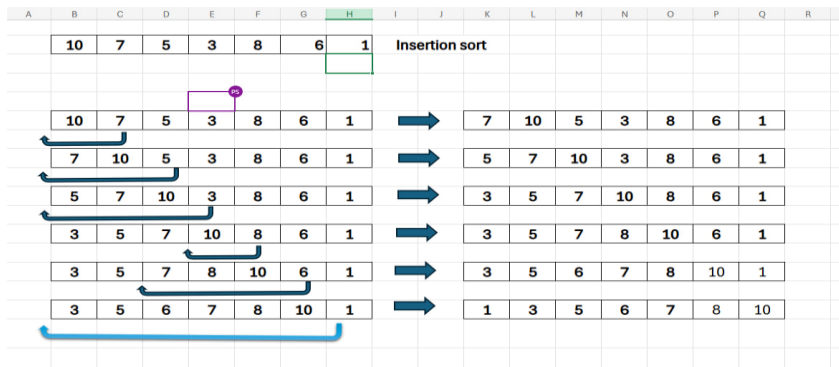 A B C D E F G H I J K L M N O P Q R
10 7 5 3 8 6 1 Insertion sort
PS
10 7 5 3 8 6 1 7 10 5 3 8 6 1
7 10 5 3 8 6 1 5 7 10 3 8 6 1
5 7 10 3 8 6 1 3 5 7 10 8 6 1
3 5 7 10 8 6 1 3 5 7 8 10 6 1
3 5 7 8 10 6 1 3 5 6 7 8 10 1
3 5 6 7 8 10 1 1 3 5 6 7 8 10